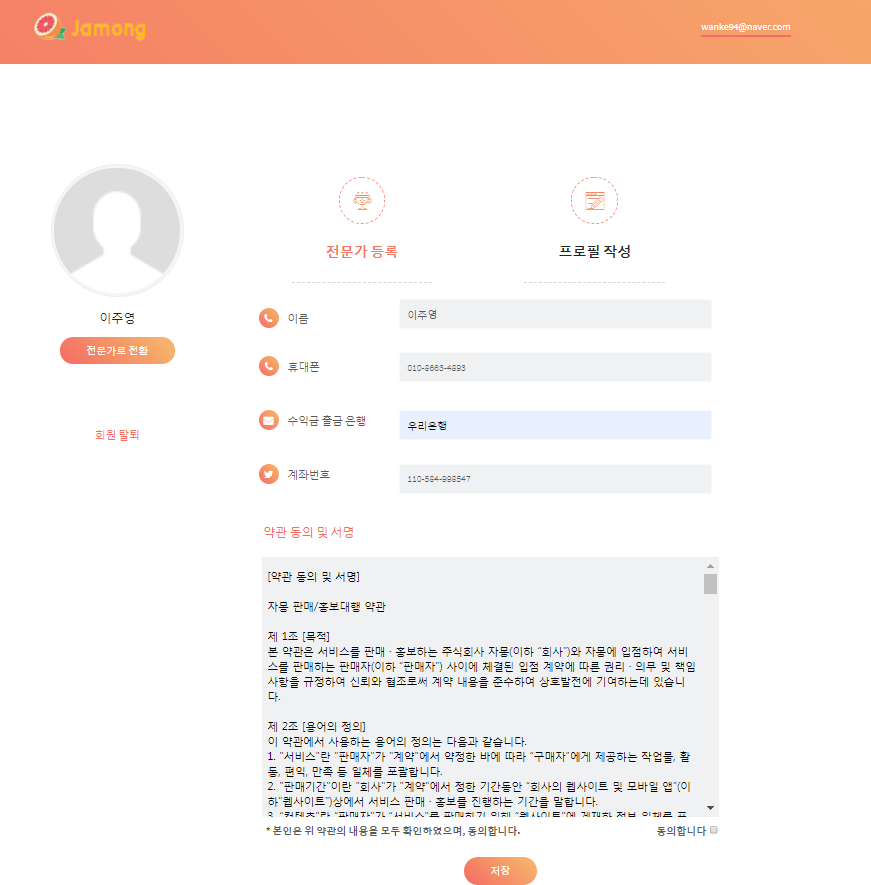 Jamong
wanke94@naver.com
이주영
전문가로 전환
회원 탈퇴
전문가 등록
프로필 작성
이름
이주영
휴대폰
010-8663-4893
수익금 출금 은행
우리은행
계좌번호
110-584-998547
약관 동의 및 서명
[약관 동의 및 서명]
자몽 판매/홍보대행 약관
제 1조 [목적]
본 약관은 서비스를 판매 · 홍보하는 주식회사 자몽(이하 "회사")와 자몽에 입점하여 서비
스를 판매하는 판매자(이하 "판매자") 사이에 체결된 입점 계약에 따른 권리 · 의무 및 책임
사항을 규정하여 신뢰와 협조로써 계약 내용을 준수하여 상호발전에 기여하는데 있습니
다.
제 2조 [용어의 정의]
이 약관에서 사용하는 용어의 정의는 다음과 같습니다.
1. "서비스"란 "판매자"가 "계약"에서 약정한 바에 따라 "구매자"에게 제공하는 작업물, 활
동, 편익, 만족 등 일체를 포괄합니다.
2. "판매기간"이란 "회사"가 "계약"에서 정한 기간동안 "회사의 웹사이트 및 모바일 앱"(이
하"웹사이트")상에서 서비스 판매 · 홍보를 진행하는 기간을 말합니다.
3. "컨텐츠"란 "판매자"가 "서비스"를 판매하기 위해 "웹사이트"에 게재한 정보 일체를 포
* 본인은 위 약관의 내용을 모두 확인하였으며, 동의합니다.
동의합니다
저장